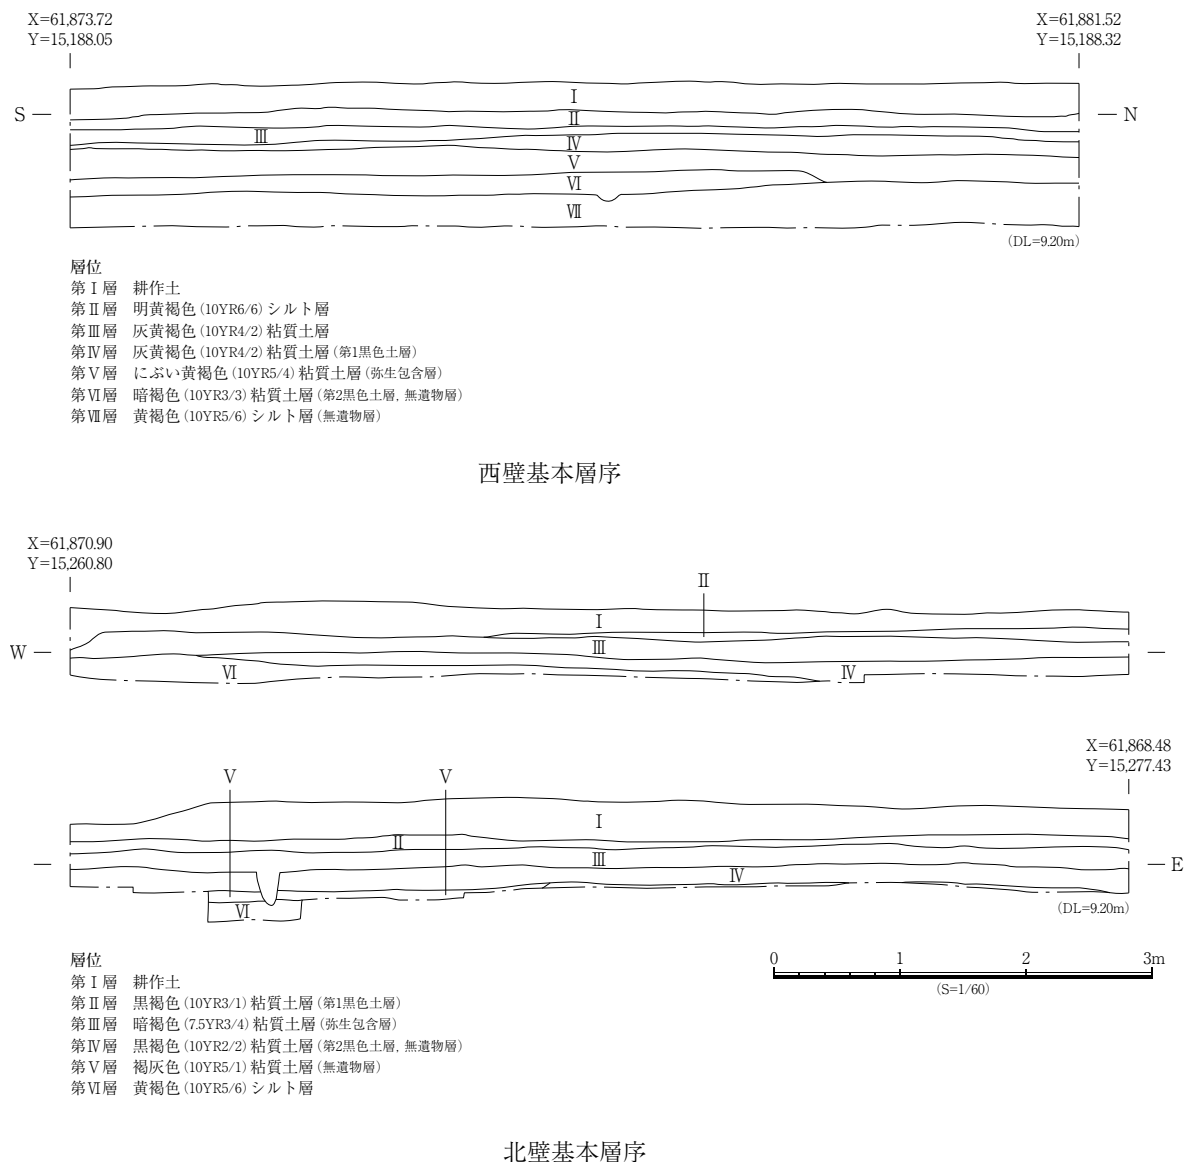 X=61,873.72
Y=15,188.05
X=61,881.52
Y=15,188.32
S
N
Ⅰ
Ⅱ
Ⅲ
Ⅳ
Ⅴ
Ⅵ
Ⅶ
(DL=9.20m)
層位
第Ⅰ層 耕作土
第Ⅱ層 明黄褐色(10YR6/6)シルト層
第Ⅲ層 灰黄褐色(10YR4/2)粘質土層
第Ⅳ層 灰黄褐色(10YR4/2)粘質土層(第1黒色土層)
第Ⅴ層 にぶい黄褐色(10YR5/4)粘質土層(弥生包含層)
第Ⅵ層 暗褐色(10YR3/3)粘質土層(第2黒色土層, 無遺物層)
第Ⅶ層 黄褐色(10YR5/6)シルト層(無遺物層)
西壁基本層序
X=61,870.90
Y=15,260.80
Ⅱ
Ⅰ
W
Ⅲ
Ⅵ
Ⅳ
X=61,868.48
Y=15,277.43
Ⅴ
Ⅴ
Ⅰ
Ⅱ
Ⅲ
E
Ⅳ
Ⅵ
(DL=9.20m)
層位
第Ⅰ層 耕作土
第Ⅱ層 黒褐色(10YR3/1)粘質土層(第1黒色土層)
第Ⅲ層 暗褐色(7.5YR3/4)粘質土層(弥生包含層)
第Ⅳ層 黒褐色(10YR2/2)粘質土層(第2黒色土層, 無遺物層)
第Ⅴ層 褐灰色(10YR5/1)粘質土層(無遺物層)
第Ⅵ層 黄褐色(10YR5/6)シルト層
0 1 2 3m
(S=1/60)
北壁基本層序